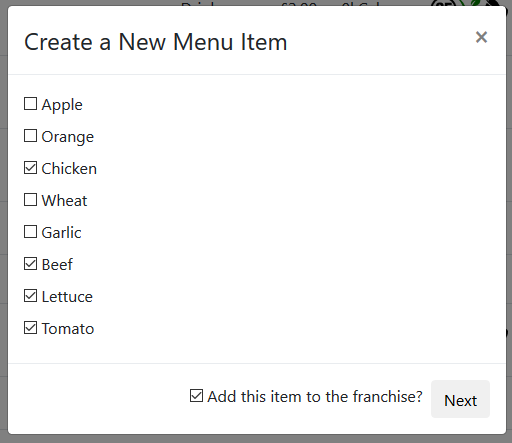 Create a New Menu Item
×
Apple
Orange
Chicken
Wheat
Garlic
Beef
Lettuce
Tomato
Add this item to the franchise?
Next